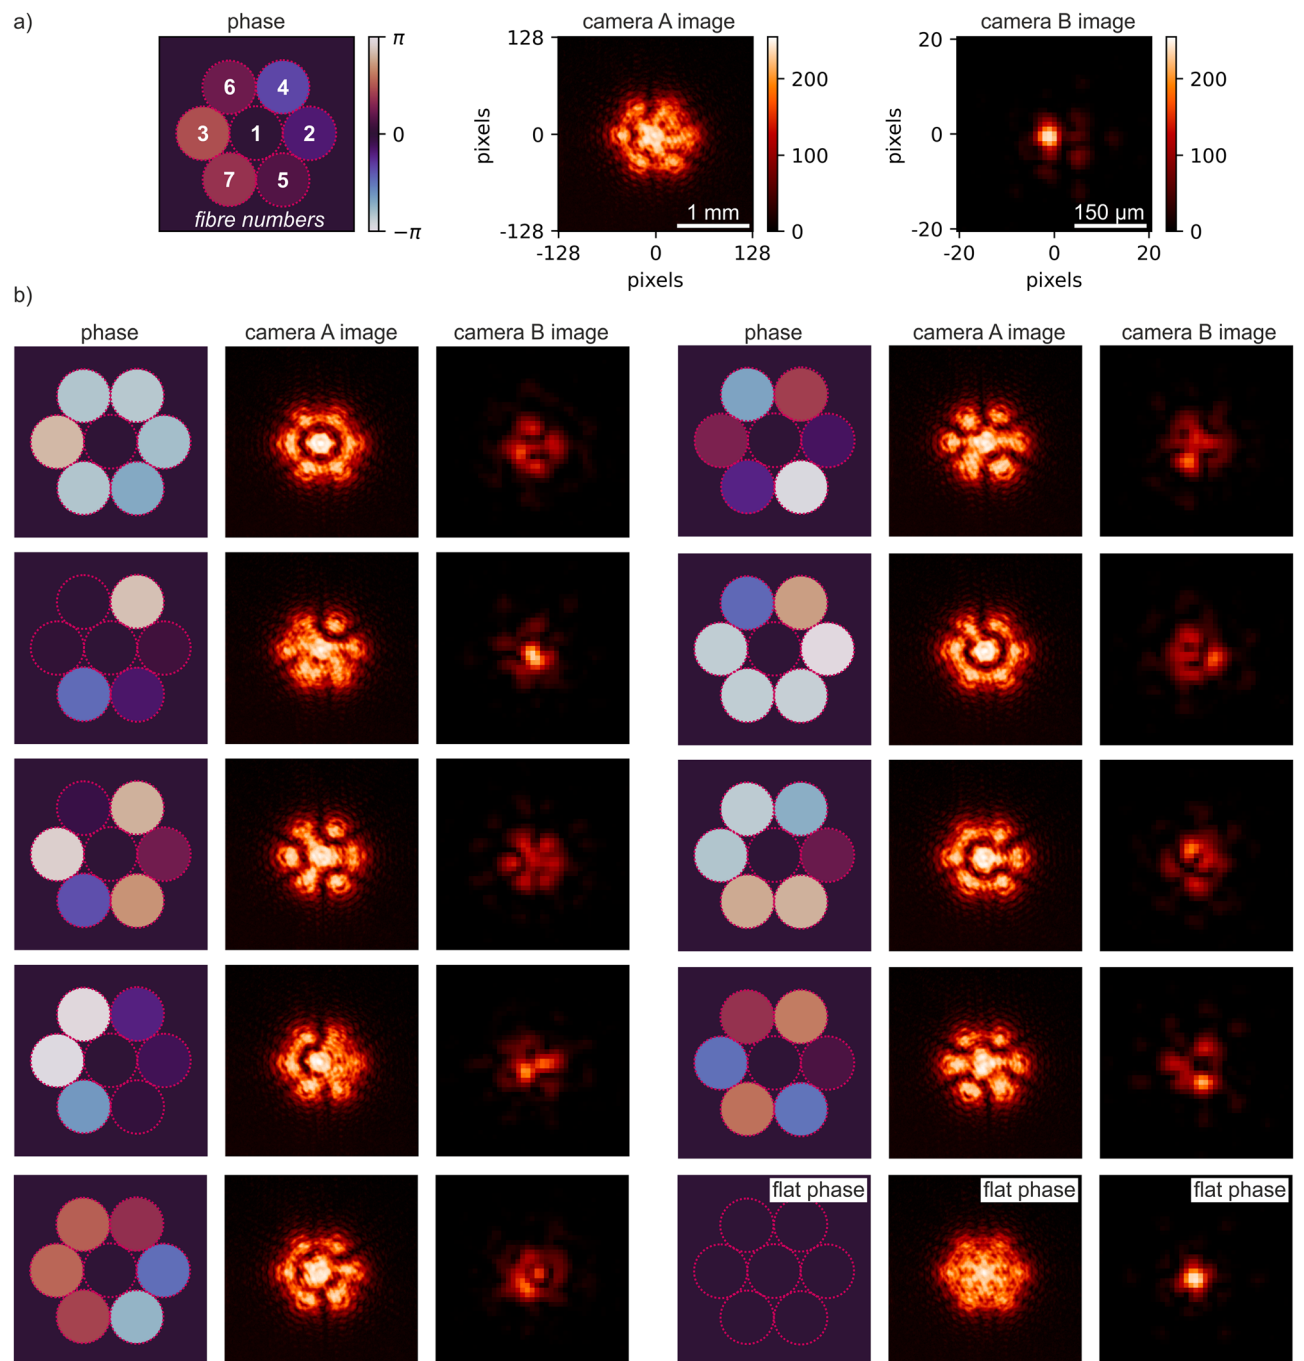 a)
phase
camera A image
camera B image
6 4
3 1 2
7 5
fibre numbers
π
0
−π
128
0
-128
pixels
-128 0 128
pixels
1 mm
200
100
0
20
0
-20
pixels
-20 0 20
pixels
150 µm
200
100
0
b)
phase
camera A image
camera B image
phase
camera A image
camera B image
flat phase
flat phase
flat phase